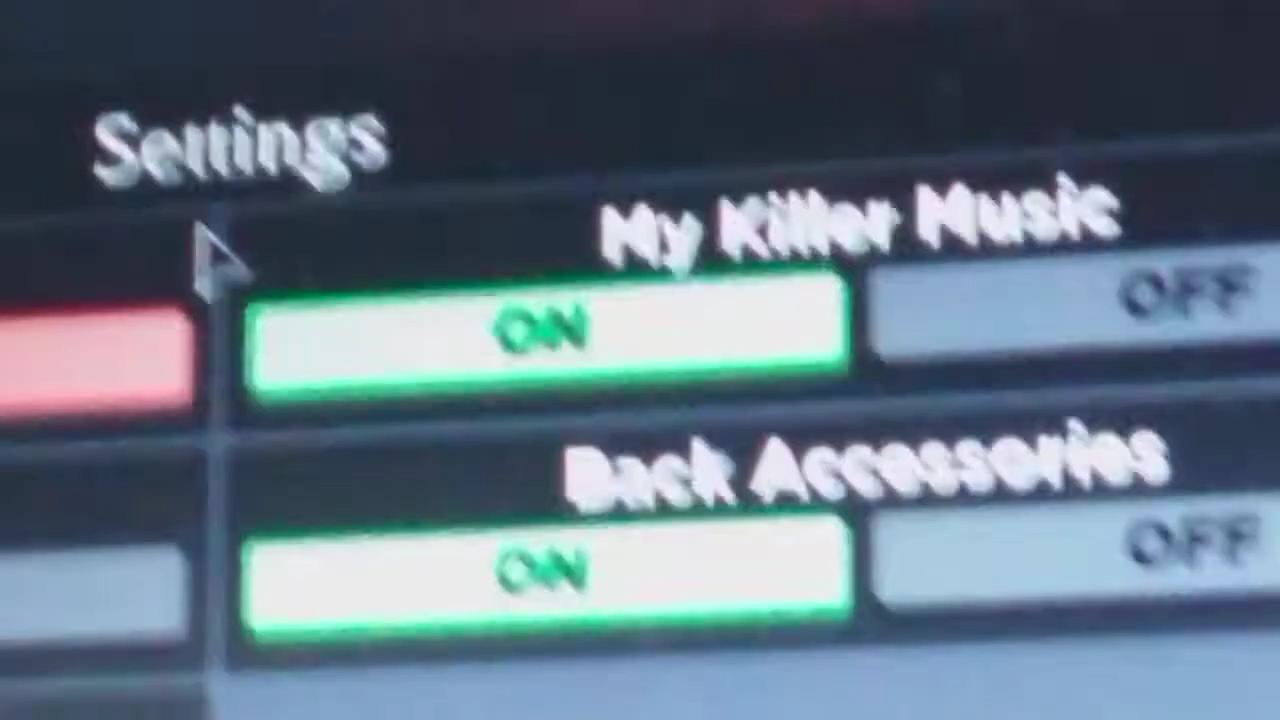 Settings
My Killer Music
ON OFF
Back Accessories
ON OFF